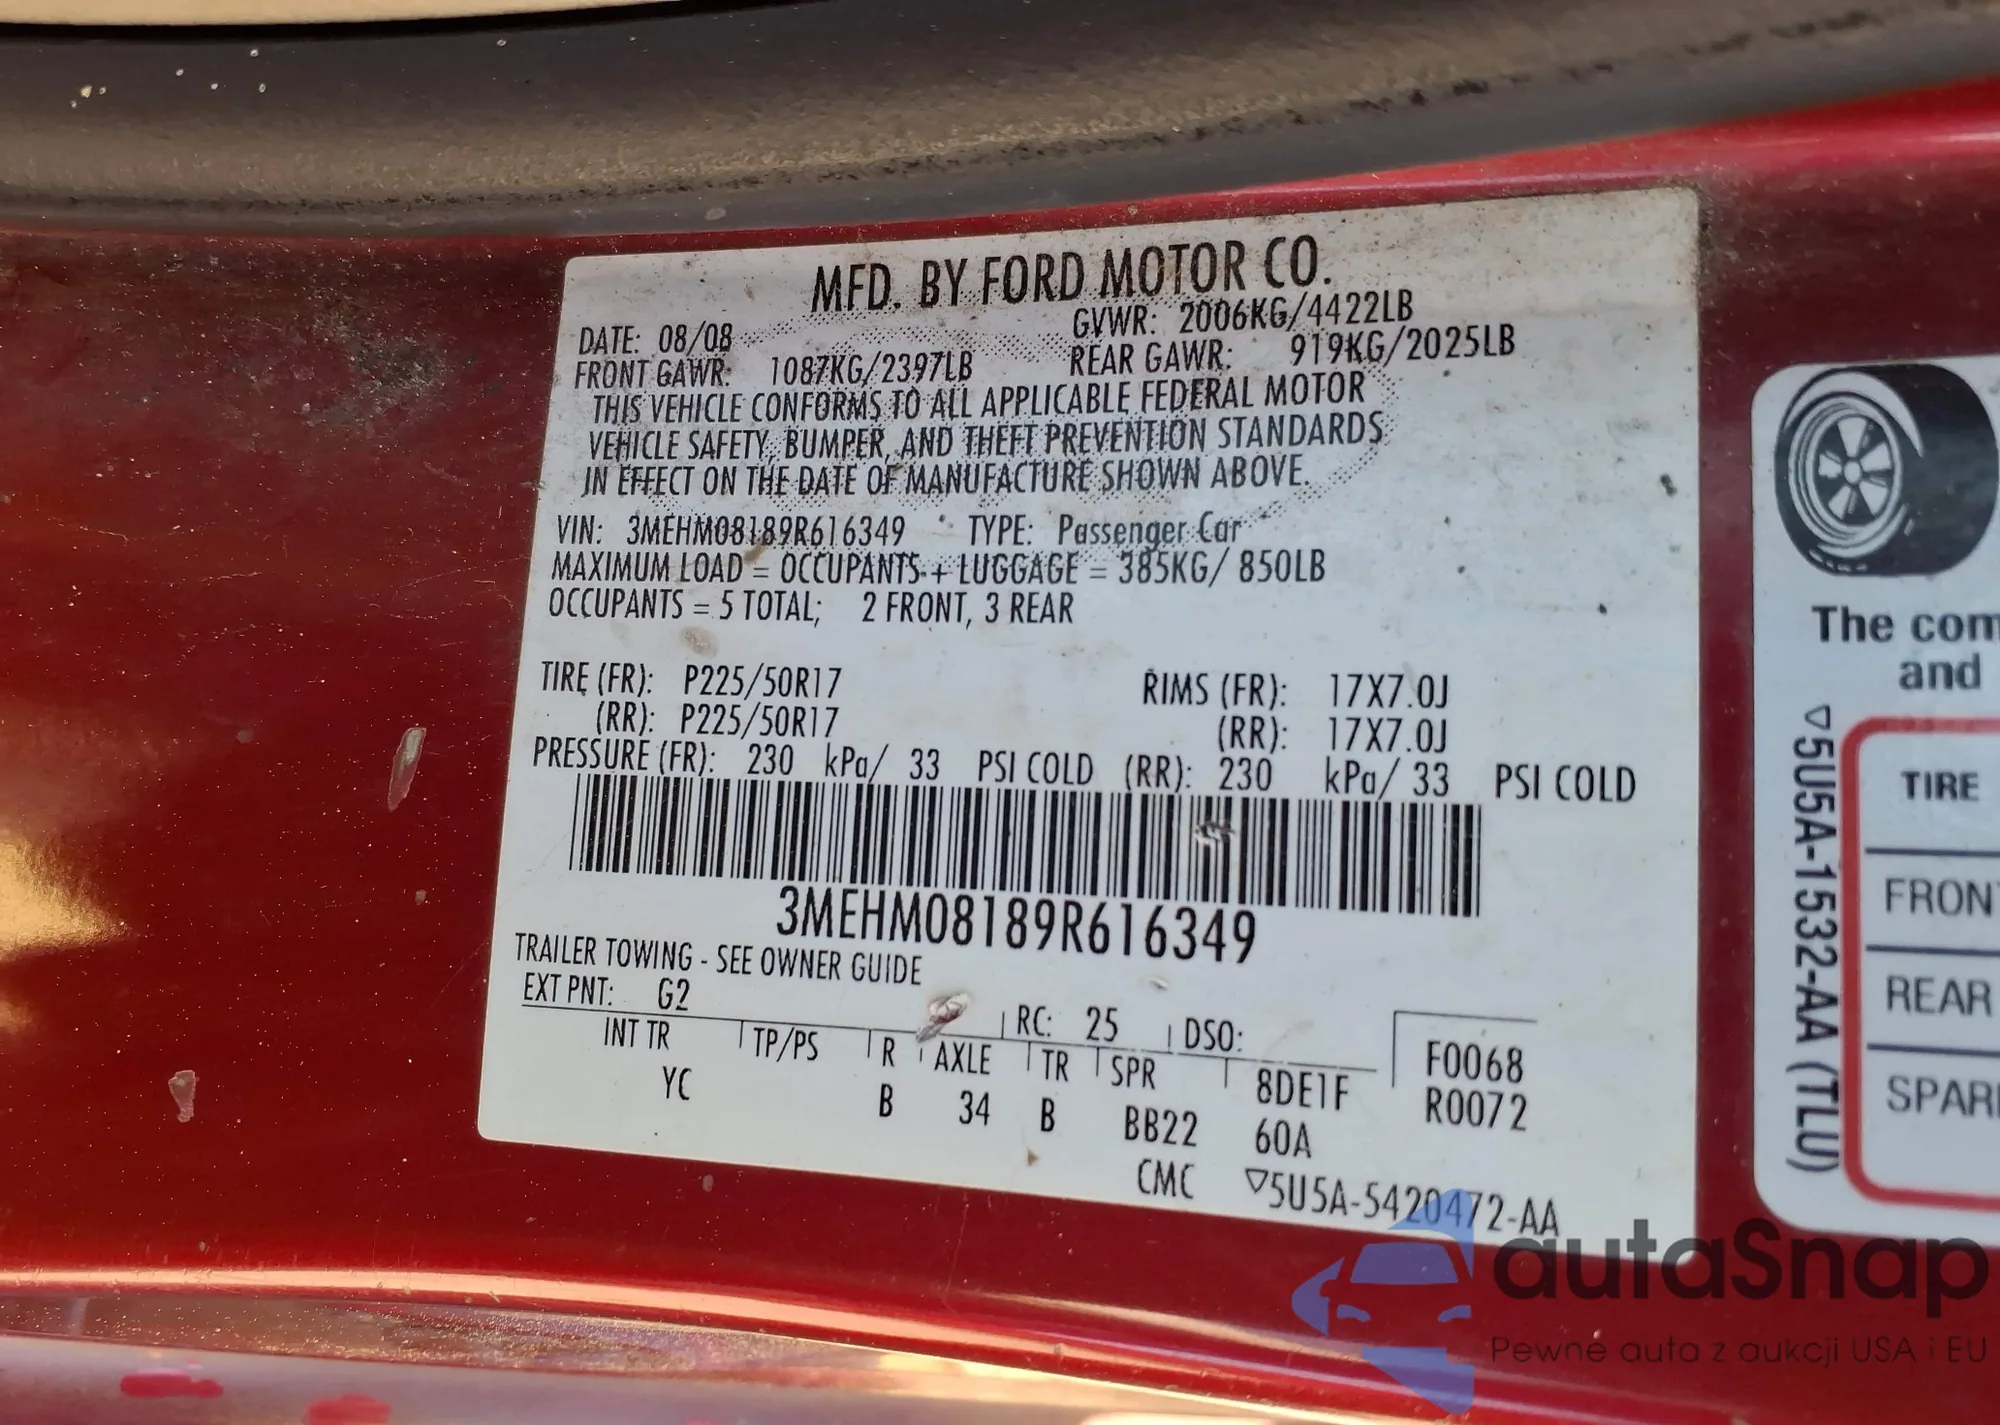 MFD. BY FORD MOTOR CO.
DATE: 08/08 GVWR: 2006KG/4422LB
FRONT GAWR: 1087KG/2397LB REAR GAWR: 919KG/2025LB
THIS VEHICLE CONFORMS TO ALL APPLICABLE FEDERAL MOTOR
VEHICLE SAFETY, BUMPER, AND THEFT PREVENTION STANDARDS
IN EFFECT ON THE DATE OF MANUFACTURE SHOWN ABOVE.
VIN: 3MEHM08189R616349 TYPE: Passenger Car
MAXIMUM LOAD = OCCUPANTS + LUGGAGE = 385KG/ 850LB
OCCUPANTS = 5 TOTAL; 2 FRONT, 3 REAR
TIRE (FR): P225/50R17 RIMS (FR): 17X7.0J
(RR): P225/50R17 (RR): 17X7.0J
PRESSURE (FR): 230 kPa/ 33 PSI COLD (RR): 230 kPa/ 33 PSI COLD
3MEHM08189R616349
TRAILER TOWING - SEE OWNER GUIDE
EXT PNT: G2 RC: 25 DSO:
INT TR TP/PS R AXLE TR SPR 8DE1F F0068
YC B 34 B BB22 60A R0072
CMC ▽5U5A-5420472-AA
The com
and
▽5U5A-1532-AA (TLU)
TIRE
FRONT
REAR
SPAR
autaSnap
Pewne auta z aukcji USA i EU